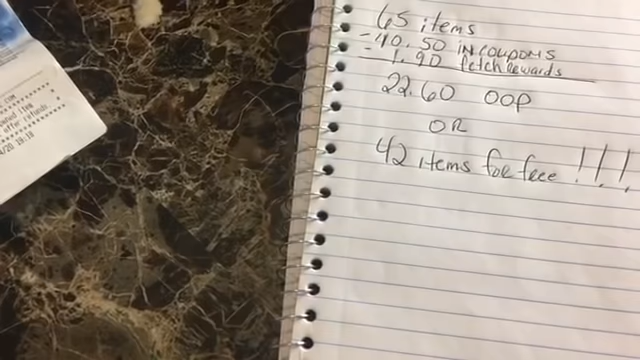 65 items
- 40.50 IN COUPONS
- 1.90 fetch Rewards
22.60 OOP
OR
42 items for free !!!